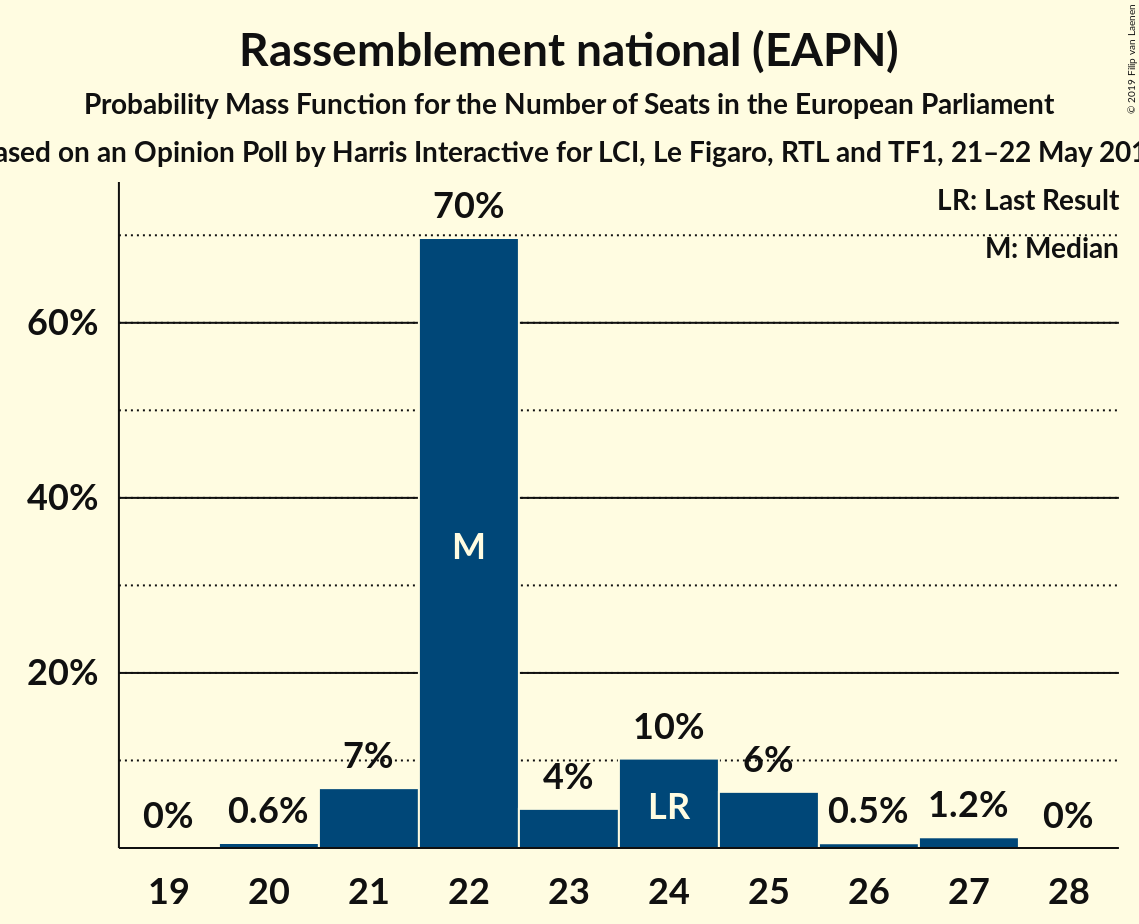 Rassemblement national (EAPN)
Probability Mass Function for the Number of Seats in the European Parliament
on an Opinion Poll by Harris Interactive for LCI, Le Figaro, RTL and TF1, 21–22 May
© 2019 Filip van Laenen
LR: Last Result
M: Median
60%
40%
20%
0%
0.6%
7%
70%
4%
10%
6%
0.5%
1.2%
0%
M
LR
19 20 21 22 23 24 25 26 27 28